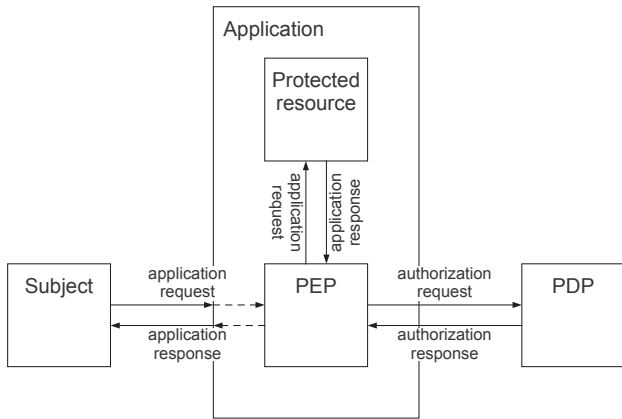 Application
Protected
resource
application
request
application
response
Subject
application
request
application
response
PEP
authorization
request
authorization
response
PDP